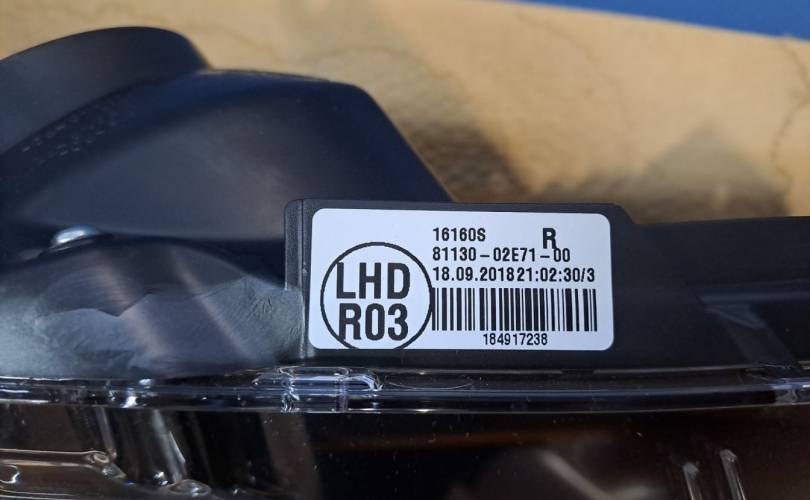 16160S R
81130-02E71-00
18.09.2018 21:02:30/3
LHD
R03
184917238